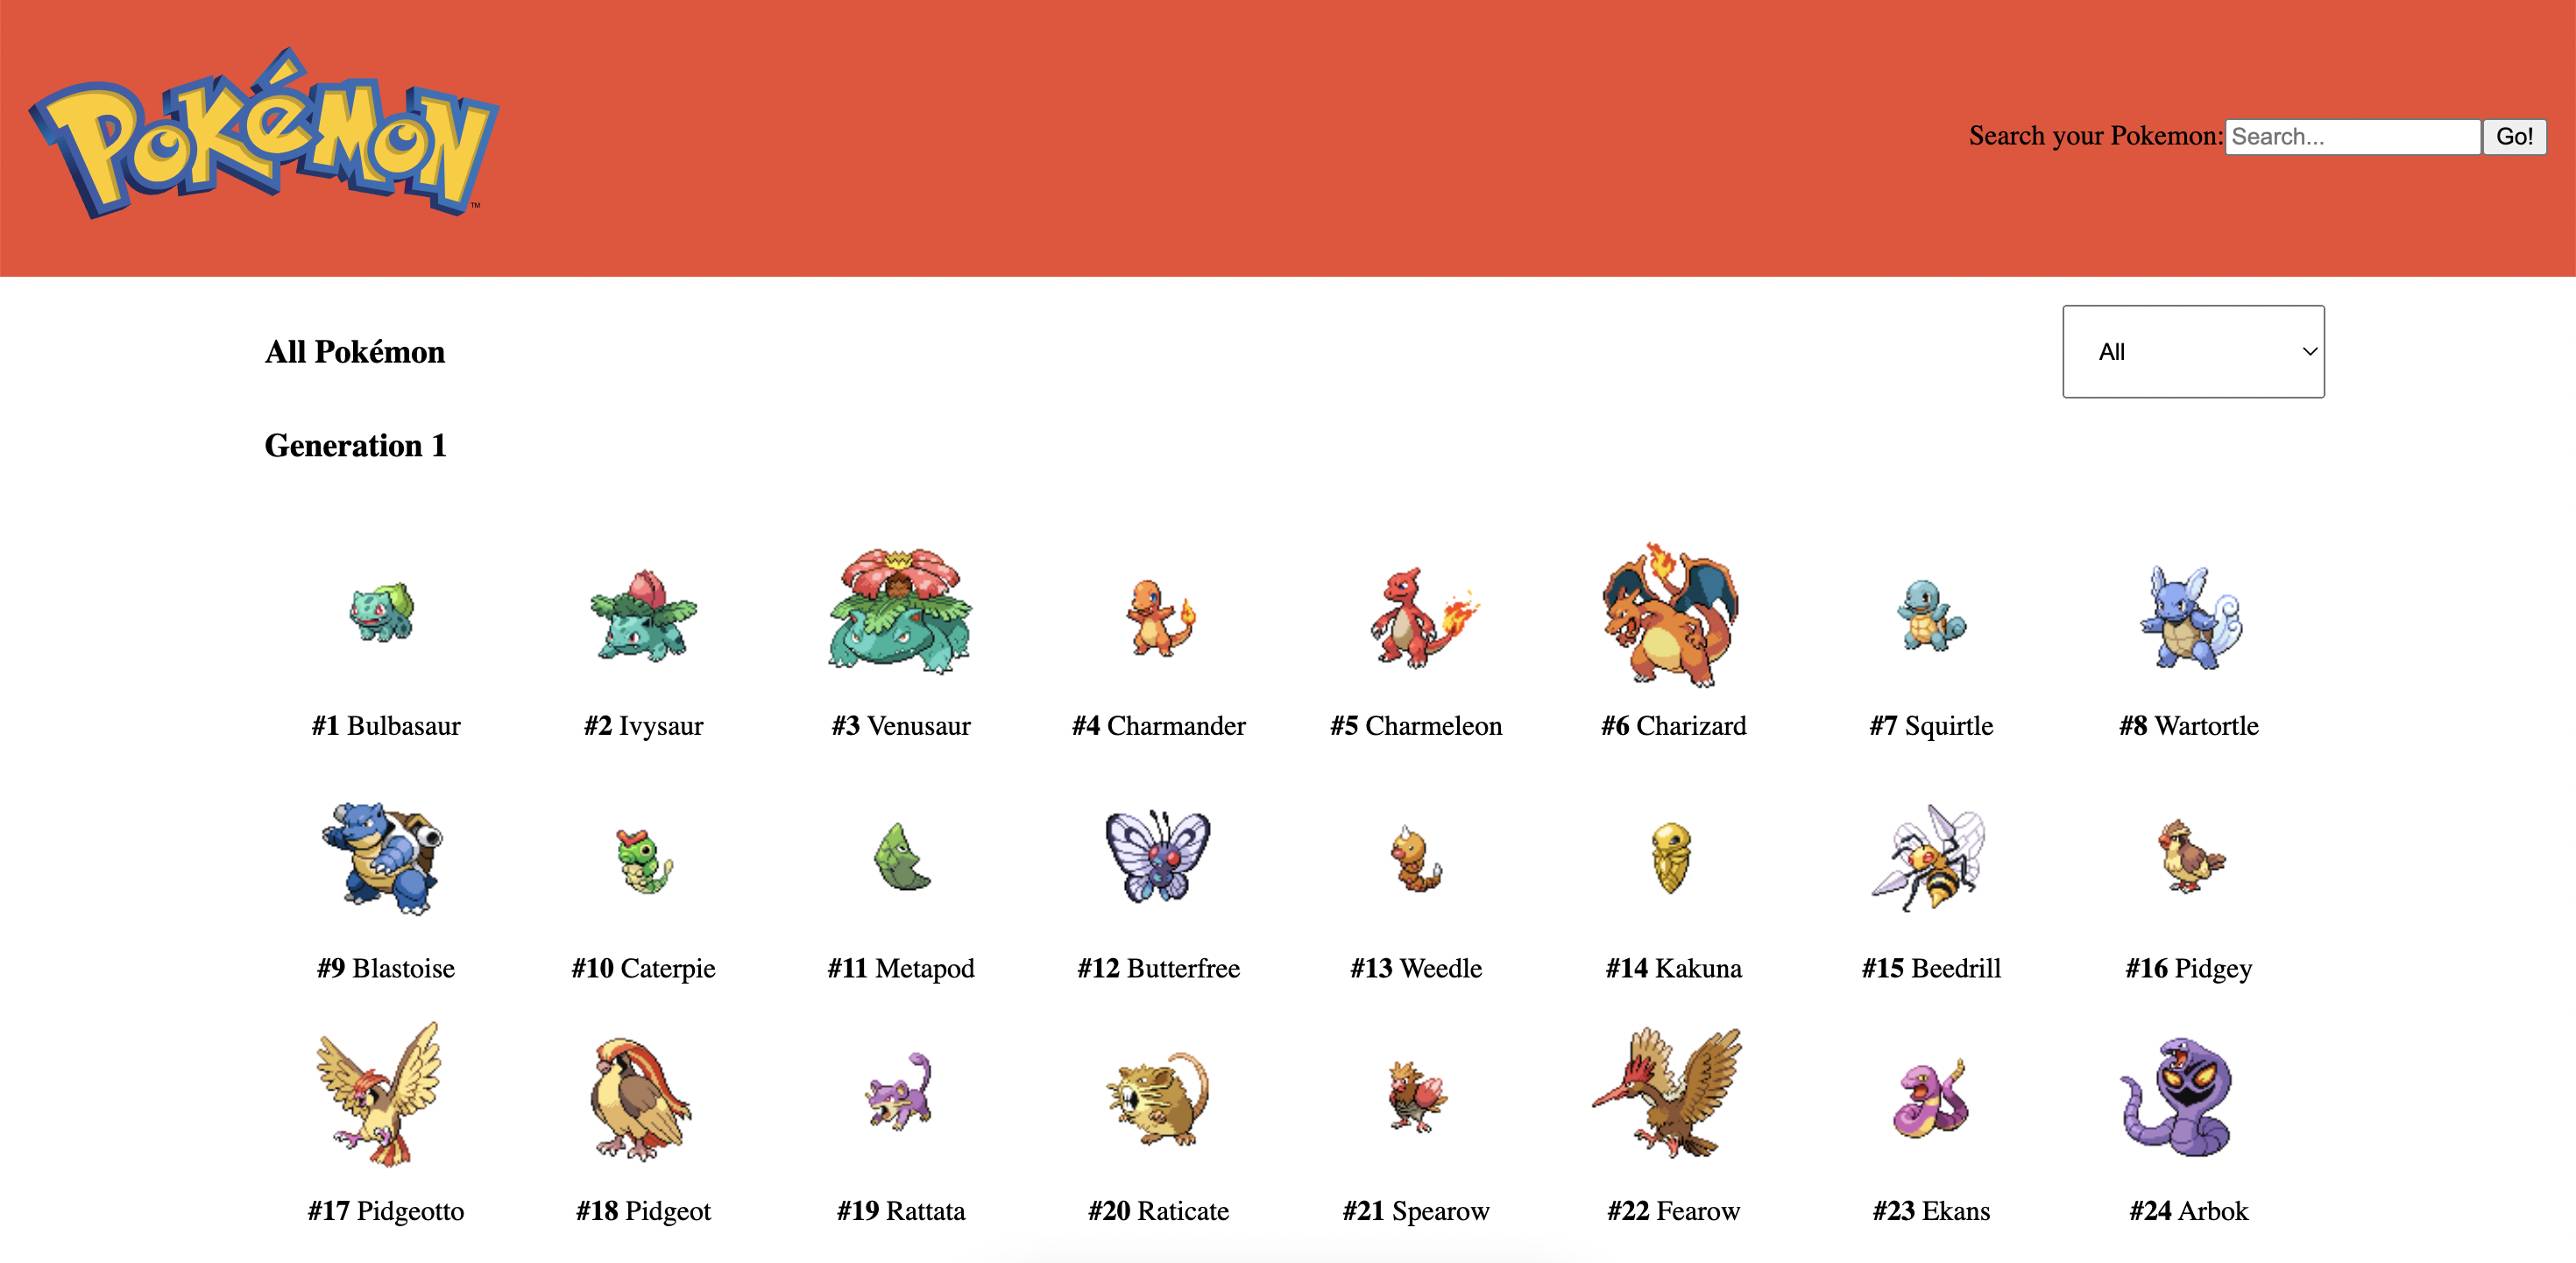 Pokémon
TM
Search your Pokemon: Search... Go!
All Pokémon
All
Generation 1
#1 Bulbasaur #2 Ivysaur #3 Venusaur #4 Charmander #5 Charmeleon #6 Charizard #7 Squirtle #8 Wartortle
#9 Blastoise #10 Caterpie #11 Metapod #12 Butterfree #13 Weedle #14 Kakuna #15 Beedrill #16 Pidgey
#17 Pidgeotto #18 Pidgeot #19 Rattata #20 Raticate #21 Spearow #22 Fearow #23 Ekans #24 Arbok